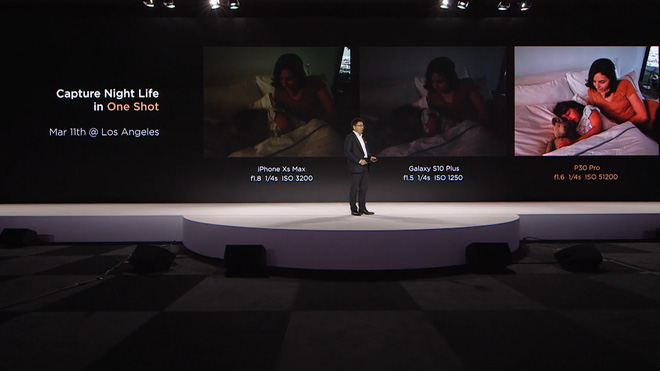 Capture Night Life
in One Shot
Mar 11th @ Los Angeles
iPhone Xs Max
f1.8 1/4s ISO 3200
Galaxy S10 Plus
f1.5 1/4s ISO 1250
P30 Pro
f1.6 1/4s ISO 51200